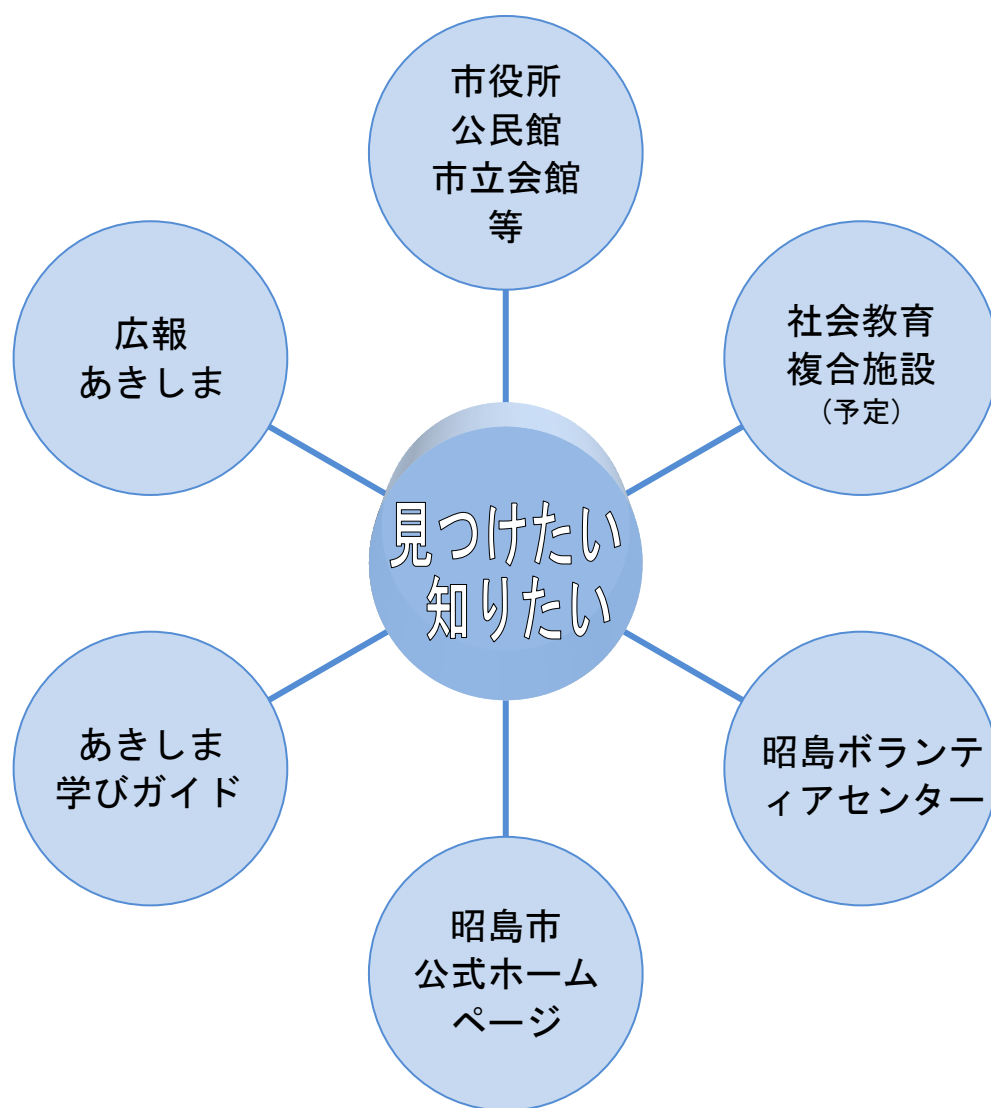 市役所
公民館
市立会館
等
広報
あきしま
社会教育
複合施設
（予定）
見つけたい
知りたい
あきしま
学びガイド
昭島ボランテ
ィアセンター
昭島市
公式ホーム
ページ